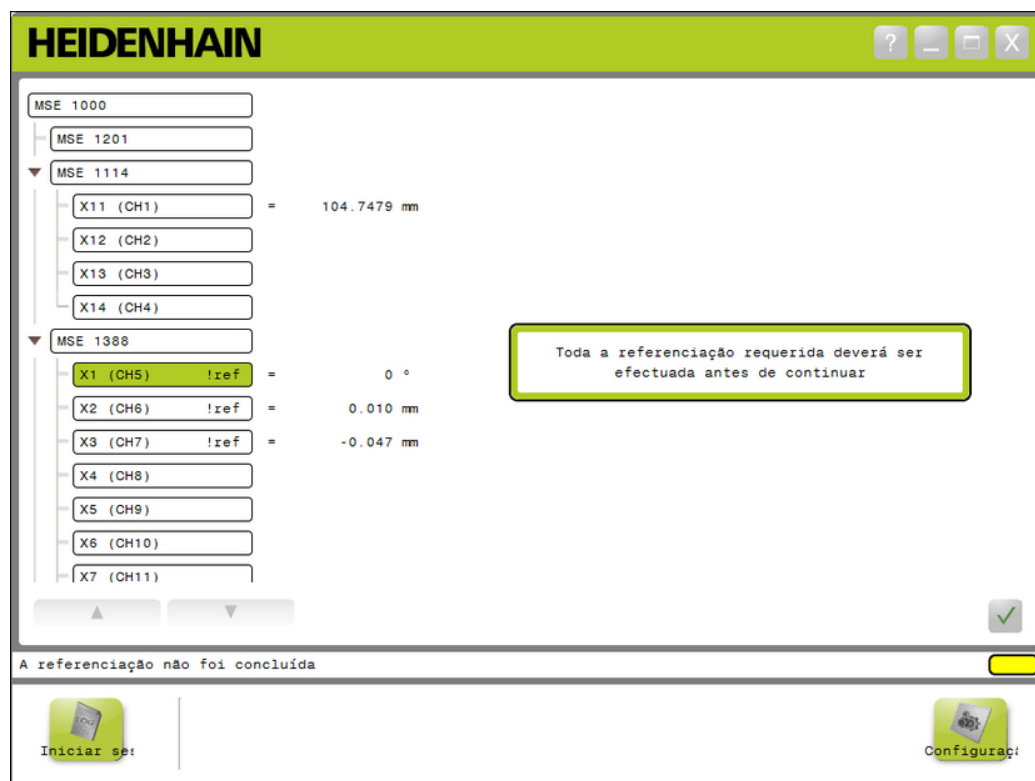 HEIDENHAIN
? _ X
MSE 1000
MSE 1201
MSE 1114
X11 (CH1) = 104.7479 mm
X12 (CH2)
X13 (CH3)
X14 (CH4)
MSE 1388
X1 (CH5) !ref = 0 °
X2 (CH6) !ref = 0.010 mm
X3 (CH7) !ref = -0.047 mm
X4 (CH8)
X5 (CH9)
X6 (CH10)
X7 (CH11)
Toda a referenciação requerida deverá ser
efectuada antes de continuar
A referenciação não foi concluída
LOG
Iniciar ses
Configuraçã